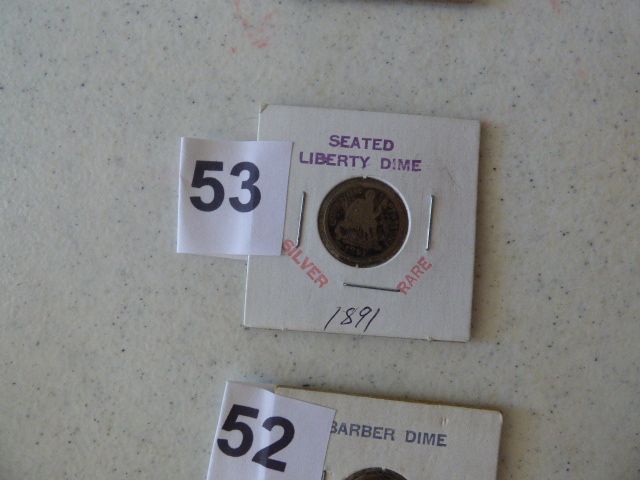 SEATED
LIBERTY DIME
53
SILVER
RARE
1891
52
BARBER DIME